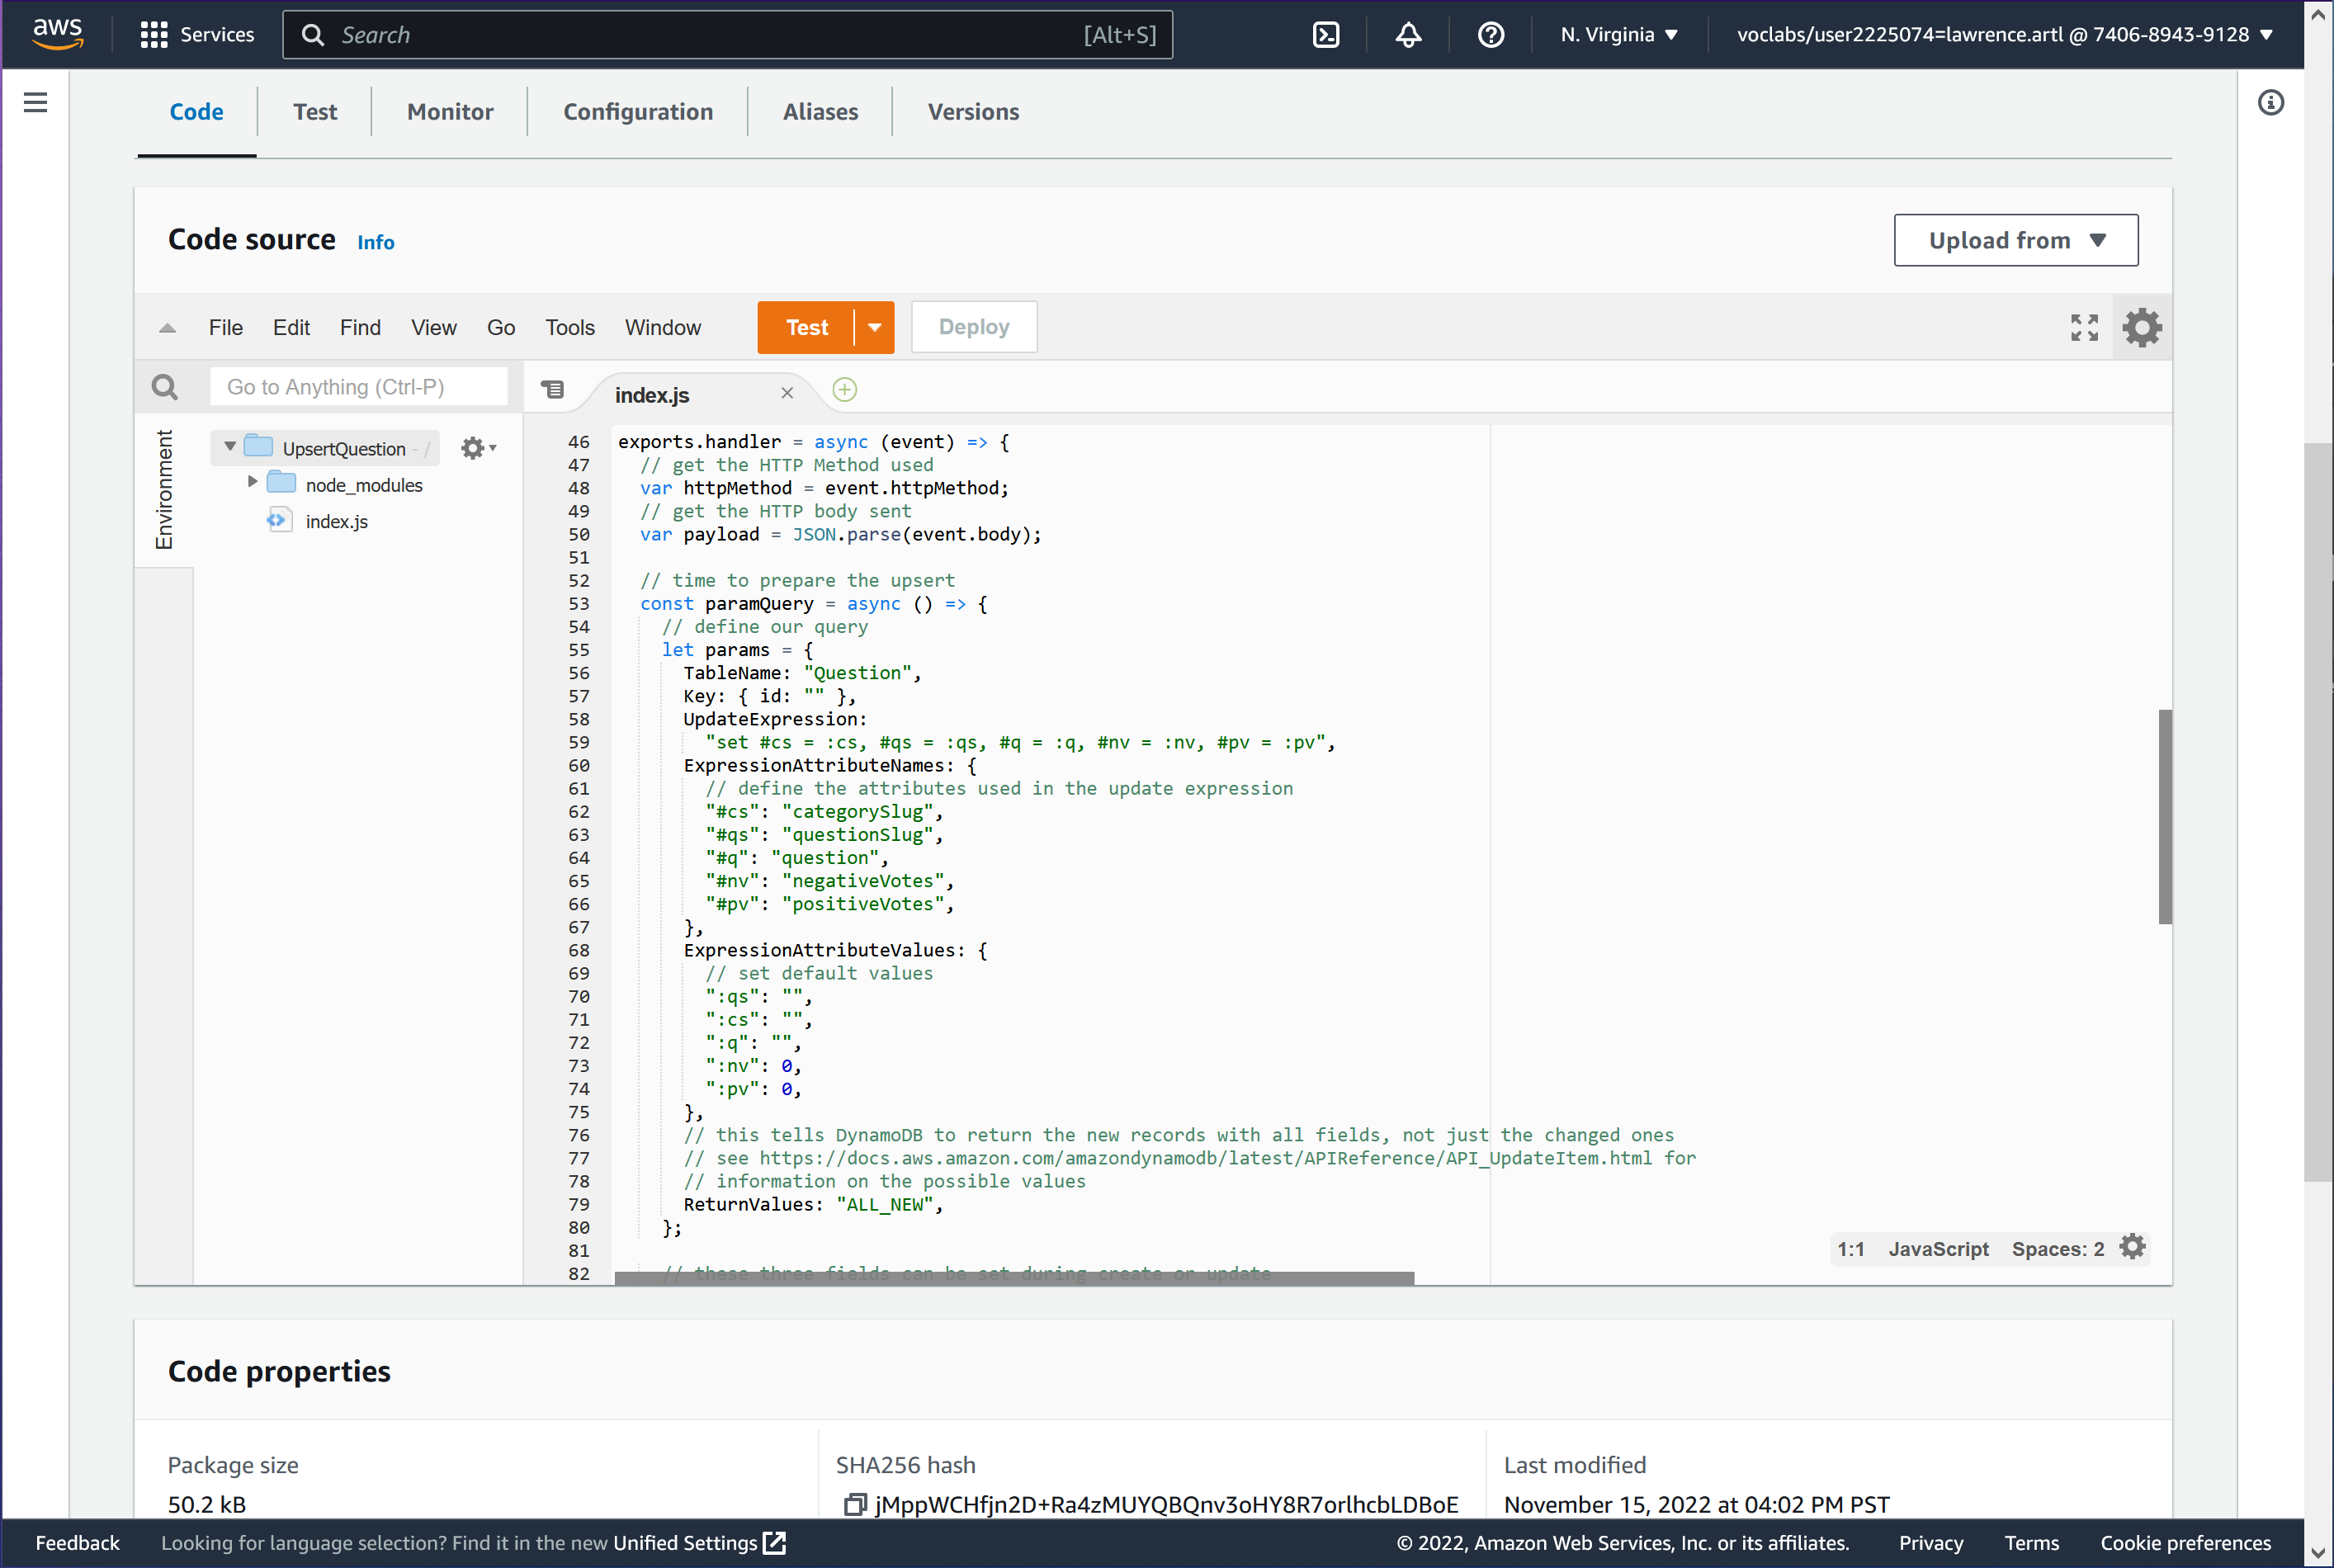 aws Services Search [Alt+S] N. Virginia ▼ voclabs/user2225074=lawrence.artl @ 7406-8943-9128 ▼
Code Test Monitor Configuration Aliases Versions
Code source Info Upload from ▼
File Edit Find View Go Tools Window Test Deploy
Go to Anything (Ctrl-P) index.js
Environment
UpsertQuestion - /
node_modules
index.js
46 exports.handler = async (event) => {
47 // get the HTTP Method used
48 var httpMethod = event.httpMethod;
49 // get the HTTP body sent
50 var payload = JSON.parse(event.body);
51
52 // time to prepare the upsert
53 const paramQuery = async () => {
54 // define our query
55 let params = {
56 TableName: "Question",
57 Key: { id: "" },
58 UpdateExpression:
59 "set #cs = :cs, #qs = :qs, #q = :q, #nv = :nv, #pv = :pv",
60 ExpressionAttributeNames: {
61 // define the attributes used in the update expression
62 "#cs": "categorySlug",
63 "#qs": "questionSlug",
64 "#q": "question",
65 "#nv": "negativeVotes",
66 "#pv": "positiveVotes",
67 },
68 ExpressionAttributeValues: {
69 // set default values
70 ":qs": "",
71 ":cs": "",
72 ":q": "",
73 ":nv": 0,
74 ":pv": 0,
75 },
76 // this tells DynamoDB to return the new records with all fields, not just the changed ones
77 // see https://docs.aws.amazon.com/amazondynamodb/latest/APIReference/API_UpdateItem.html for
78 // information on the possible values
79 ReturnValues: "ALL_NEW",
80 };
81
82 // these three fields can be set during create or update
1:1 JavaScript Spaces: 2
Code properties
Package size
50.2 kB
SHA256 hash
jMppWCHfjn2D+Ra4zMUYQBQnv3oHY8R7orlhcbLDBoE
Last modified
November 15, 2022 at 04:02 PM PST
Feedback Looking for language selection? Find it in the new Unified Settings © 2022, Amazon Web Services, Inc. or its affiliates. Privacy Terms Cookie preferences